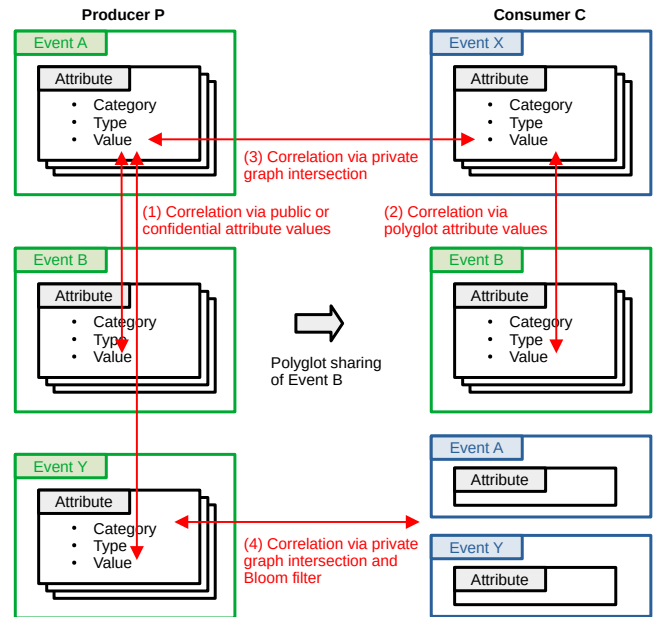 Producer P
Consumer C
Event A
Attribute
• Category
• Type
• Value
Event X
Attribute
• Category
• Type
• Value
(3) Correlation via private
graph intersection
(1) Correlation via public or
confidential attribute values
(2) Correlation via
polyglot attribute values
Event B
Attribute
• Category
• Type
• Value
Polyglot sharing
of Event B
Event B
Attribute
• Category
• Type
• Value
Event Y
Attribute
• Category
• Type
• Value
(4) Correlation via private
graph intersection and
Bloom filter
Event A
Attribute
Event Y
Attribute